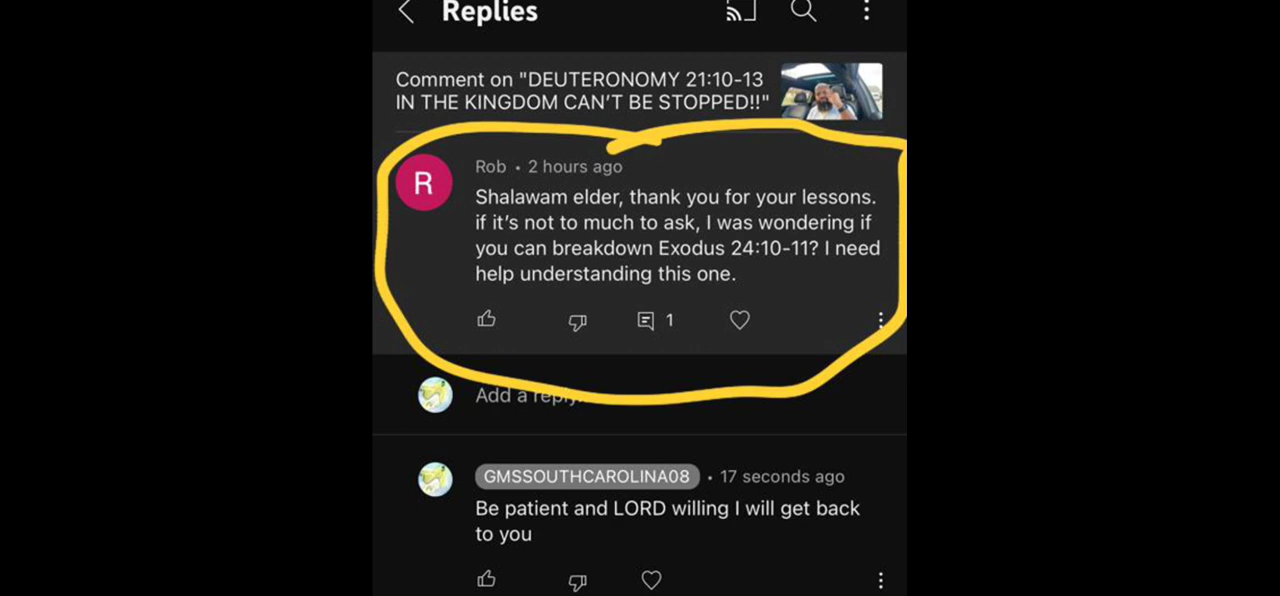 Replies
Comment on "DEUTERONOMY 21:10-13
IN THE KINGDOM CAN'T BE STOPPED!!"
R
Rob • 2 hours ago
Shalawam elder, thank you for your lessons.
if it's not to much to ask, I was wondering if
you can breakdown Exodus 24:10-11? I need
help understanding this one.
1
Add a reply...
GMSSOUTHCAROLINA08 • 17 seconds ago
Be patient and LORD willing I will get back
to you